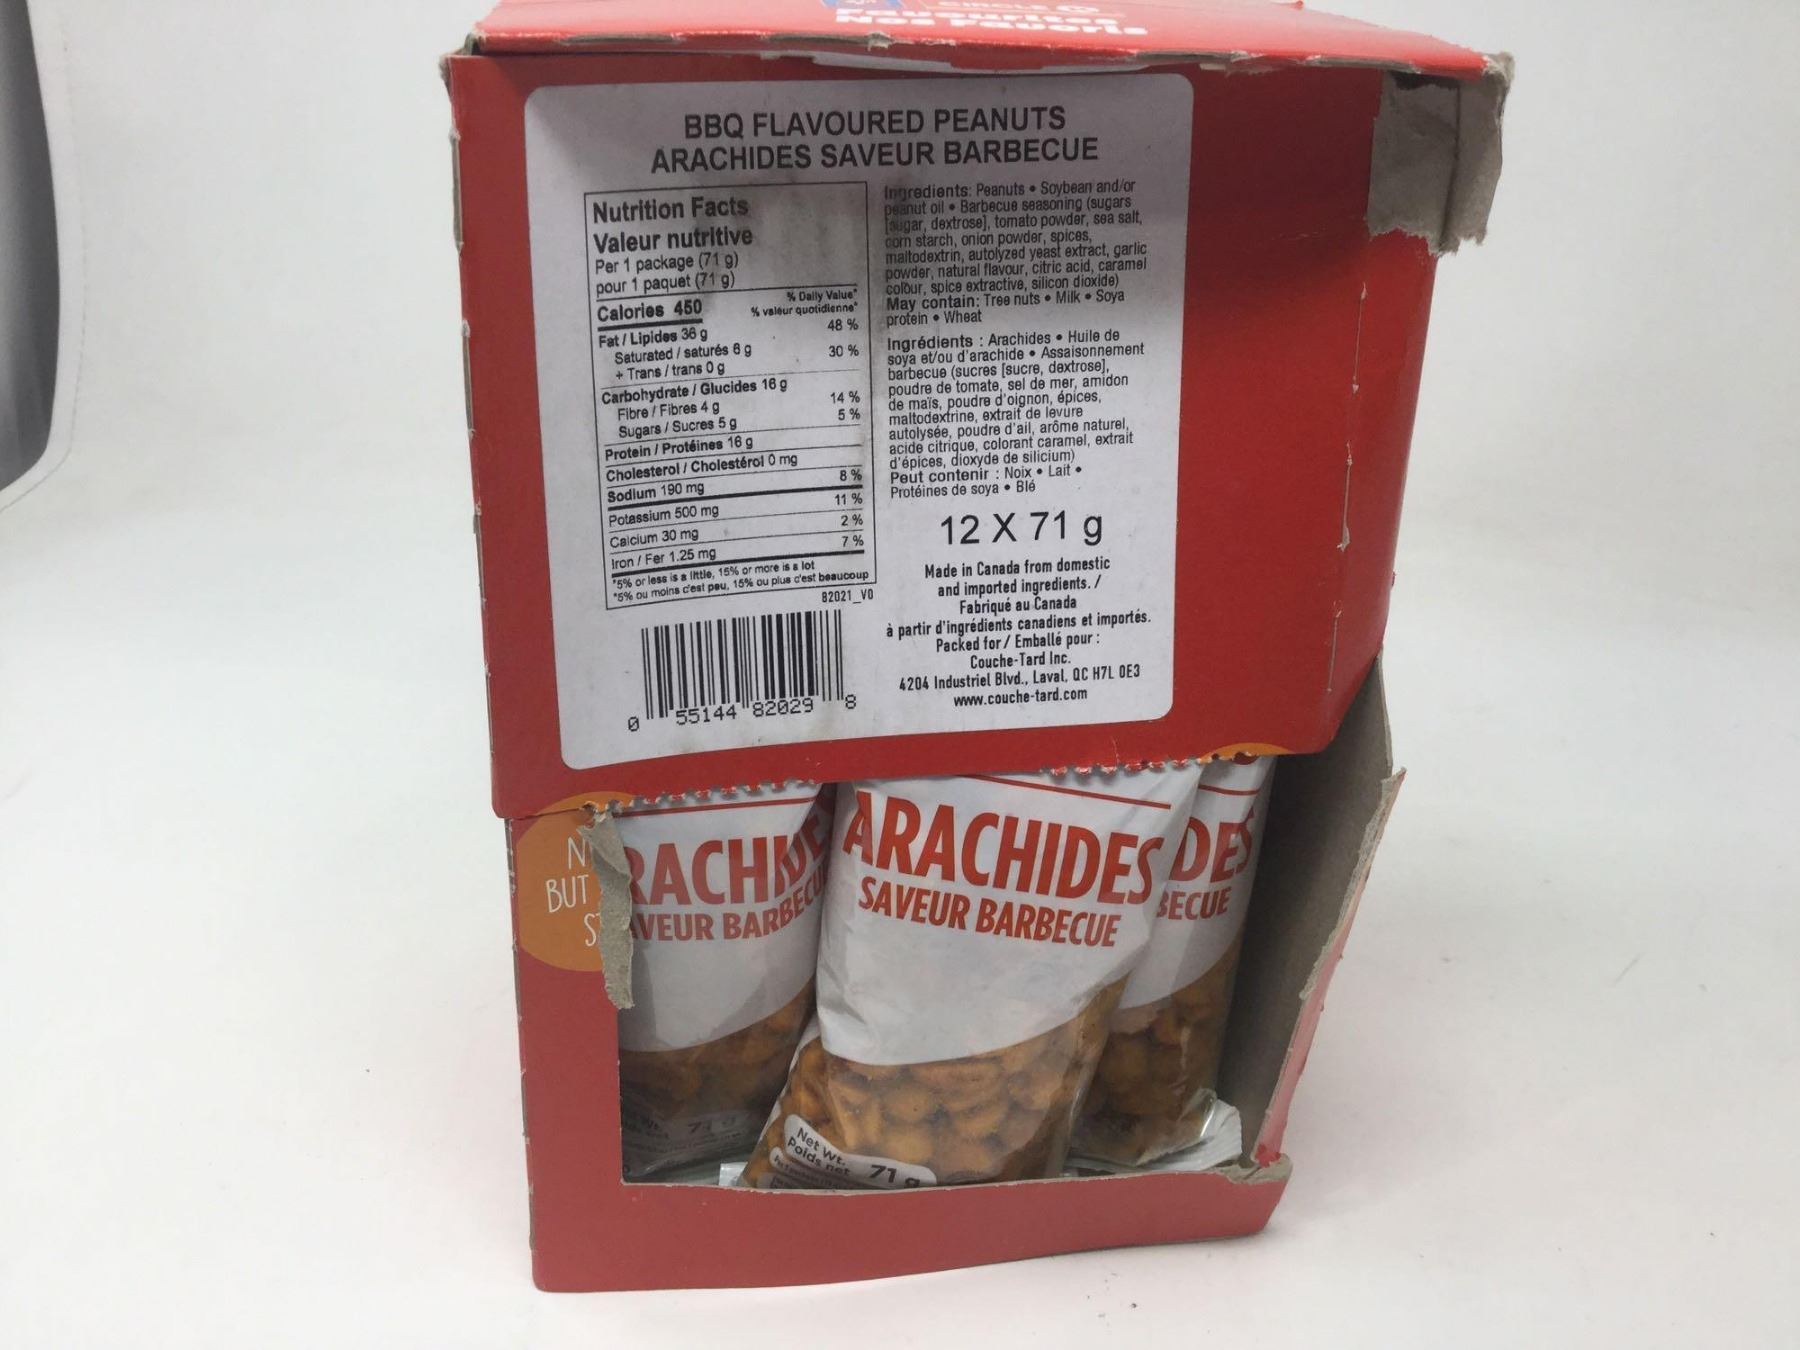 CIRCLE K
Favourites
Nos Favoris
BBQ FLAVOURED PEANUTS
ARACHIDES SAVEUR BARBECUE
Nutrition Facts
Valeur nutritive
Per 1 package (71 g)
pour 1 paquet (71 g)
Calories 450
% Daily Value*
% valeur quotidienne*
Fat / Lipides 36 g 48 %
Saturated / saturés 6 g
+ Trans / trans 0 g 30 %
Carbohydrate / Glucides 16 g
Fibre / Fibres 4 g 14 %
Sugars / Sucres 5 g 5 %
Protein / Protéines 16 g
Cholesterol / Cholestérol 0 mg
Sodium 190 mg 8 %
Potassium 500 mg 11 %
Calcium 30 mg 2 %
Iron / Fer 1.25 mg 7 %
*5% or less is a little, 15% or more is a lot
*5% ou moins c'est peu, 15% ou plus c'est beaucoup
82021_V0
0 55144 82029 8
Ingredients: Peanuts • Soybean and/or
peanut oil • Barbecue seasoning (sugars
[sugar, dextrose], tomato powder, sea salt,
corn starch, onion powder, spices,
maltodextrin, autolyzed yeast extract, garlic
powder, natural flavour, citric acid, caramel
colour, spice extractive, silicon dioxide)
May contain: Tree nuts • Milk • Soya
protein • Wheat
Ingrédients : Arachides • Huile de
soya et/ou d'arachide • Assaisonnement
barbecue (sucres [sucre, dextrose],
poudre de tomate, sel de mer, amidon
de maïs, poudre d'oignon, épices,
maltodextrine, extrait de levure
autolysée, poudre d'ail, arôme naturel,
acide citrique, colorant caramel, extrait
d'épices, dioxyde de silicium)
Peut contenir : Noix • Lait •
Protéines de soya • Blé
12 X 71 g
Made in Canada from domestic
and imported ingredients. /
Fabriqué au Canada
à partir d'ingrédients canadiens et importés.
Packed for / Emballé pour :
Couche-Tard Inc.
4204 Industriel Blvd., Laval, QC H7L 0E3
www.couche-tard.com
N
BUT
S
RACHIDE
AVEUR BARBECU
ARACHIDES
SAVEUR BARBECUE
DES
BECUE
71 g
Net Wt.
Poids net 71 g